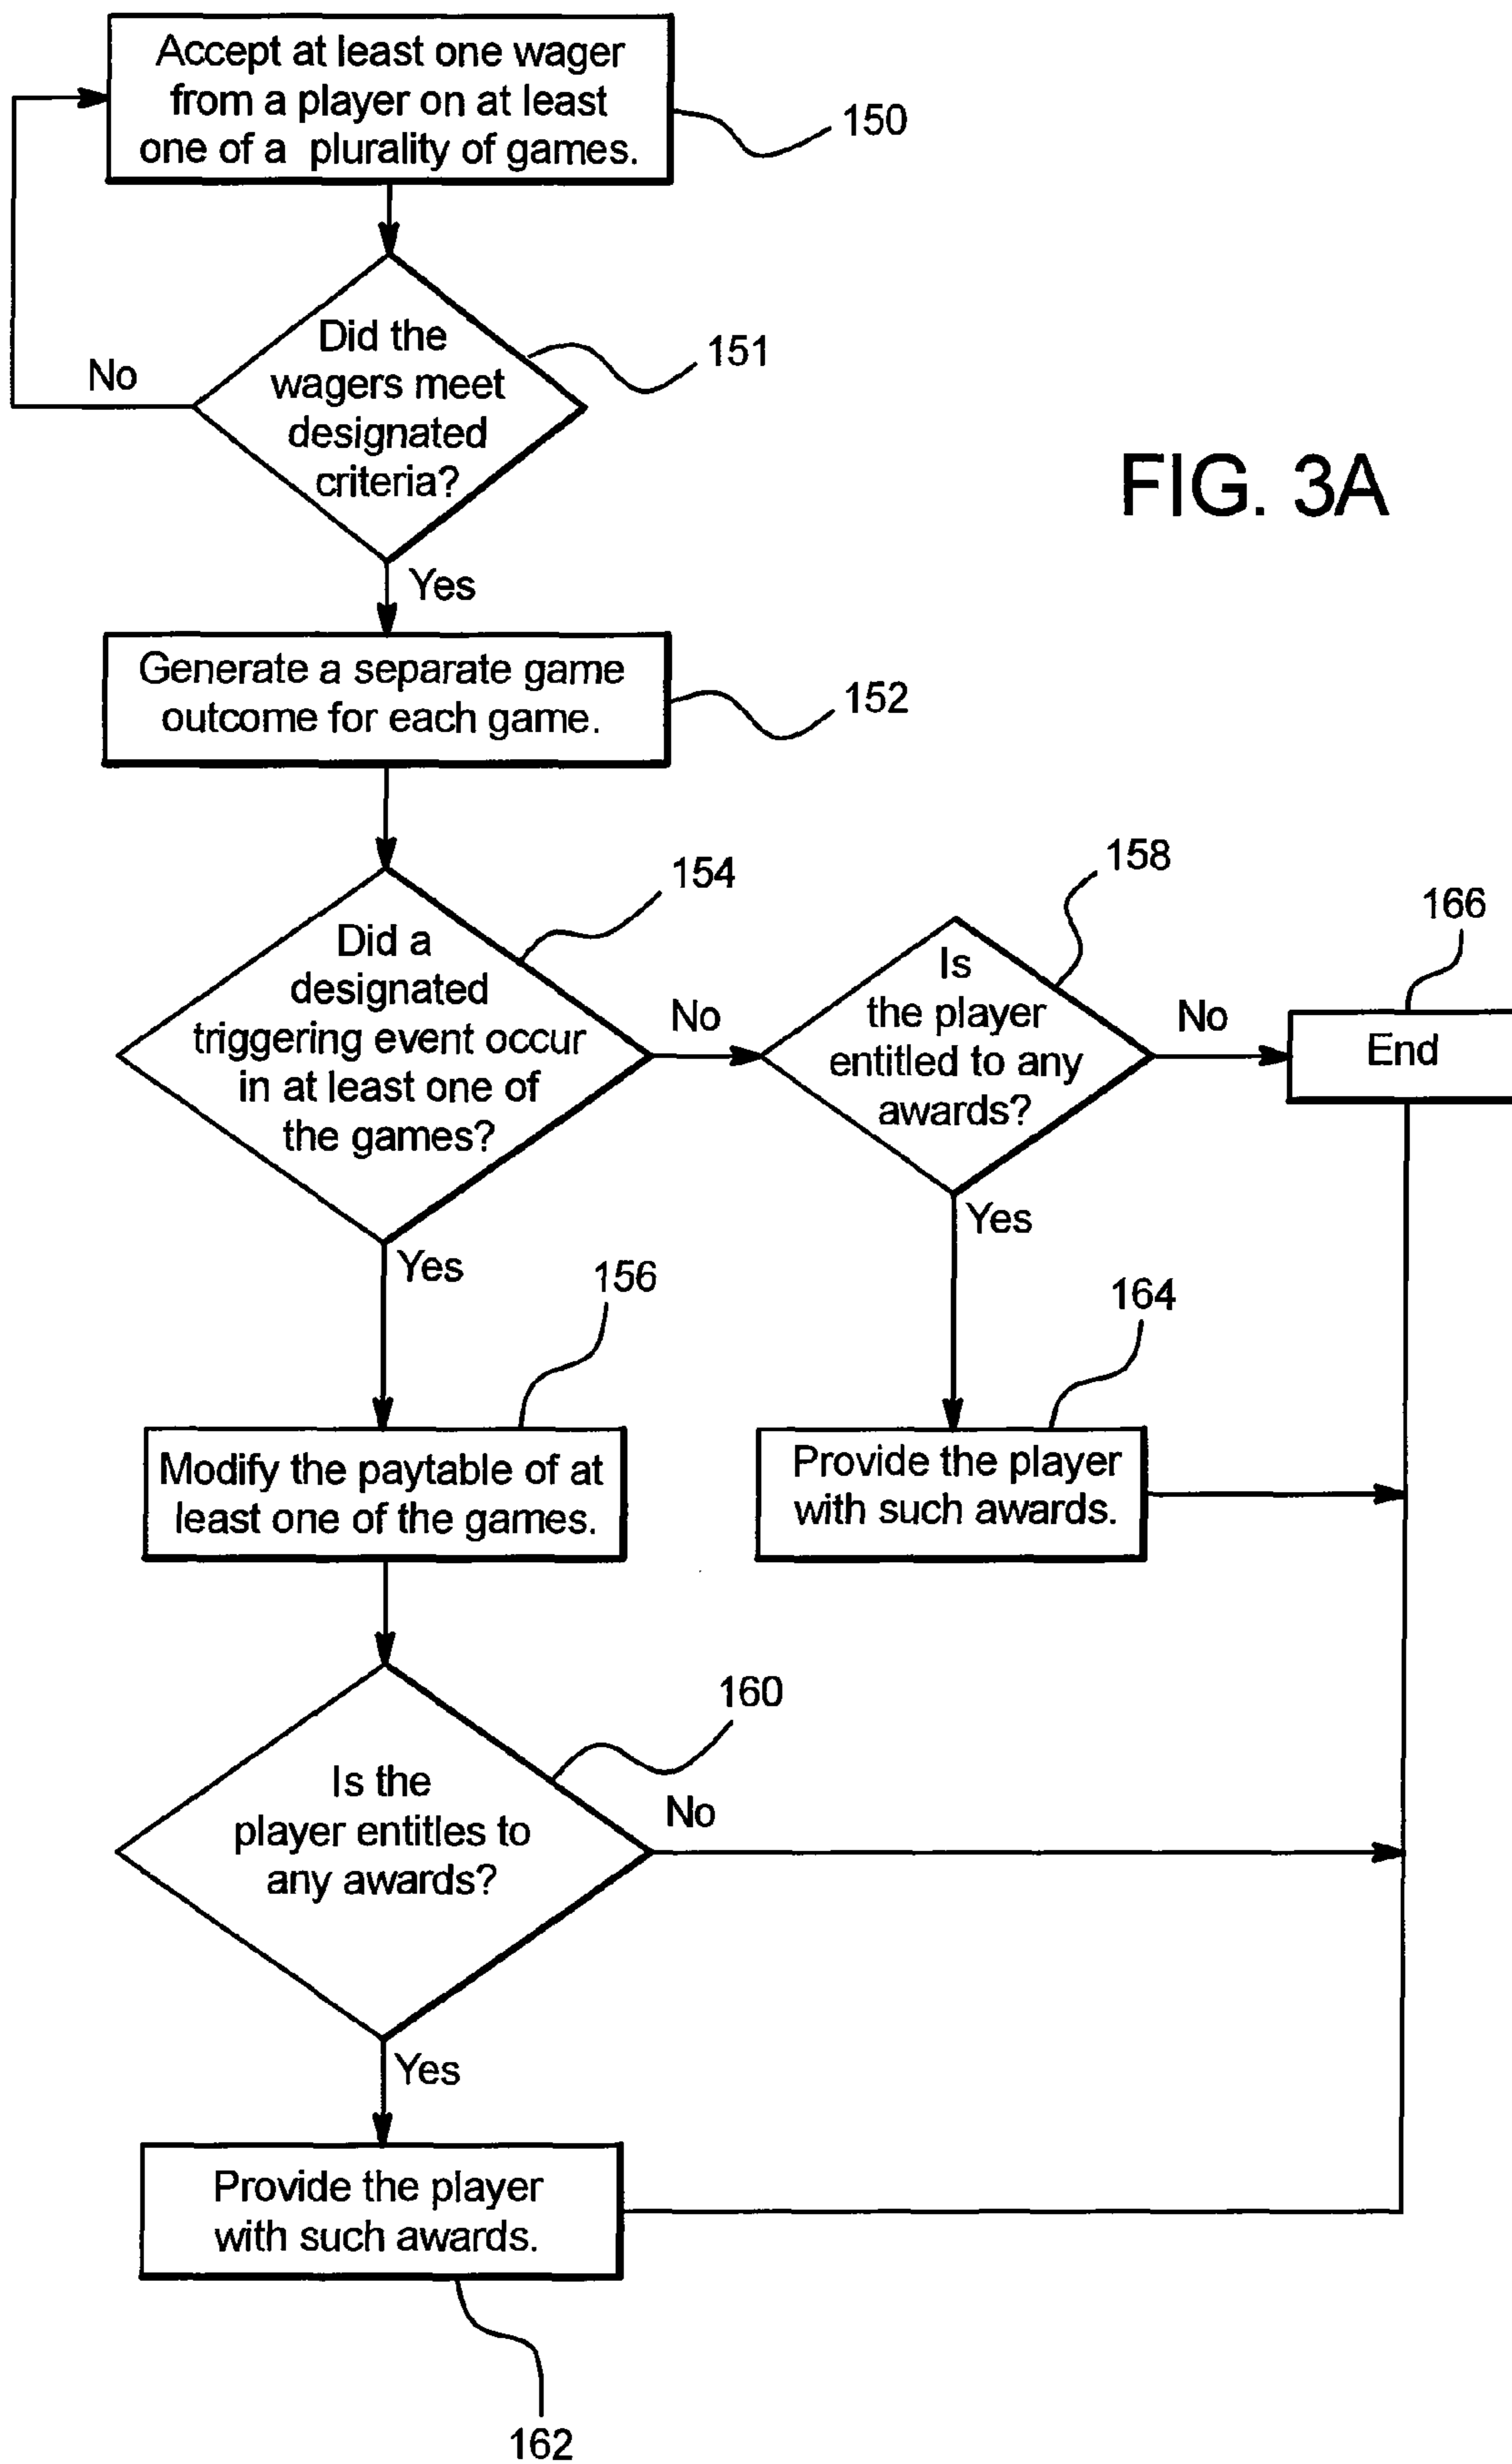 Accept at least one wager
from a player on at least
one of a plurality of games.
150
Did the
wagers meet
designated
criteria?
151
No
FIG. 3A
Yes
Generate a separate game
outcome for each game.
152
Did a
designated
triggering event occur
in at least one of
the games?
154
No
Is
the player
entitled to any
awards?
158
No
End
166
Yes
Yes
156
164
Modify the paytable of at
least one of the games.
Provide the player
with such awards.
Is the
player entitles to
any awards?
160
No
Yes
Provide the player
with such awards.
162